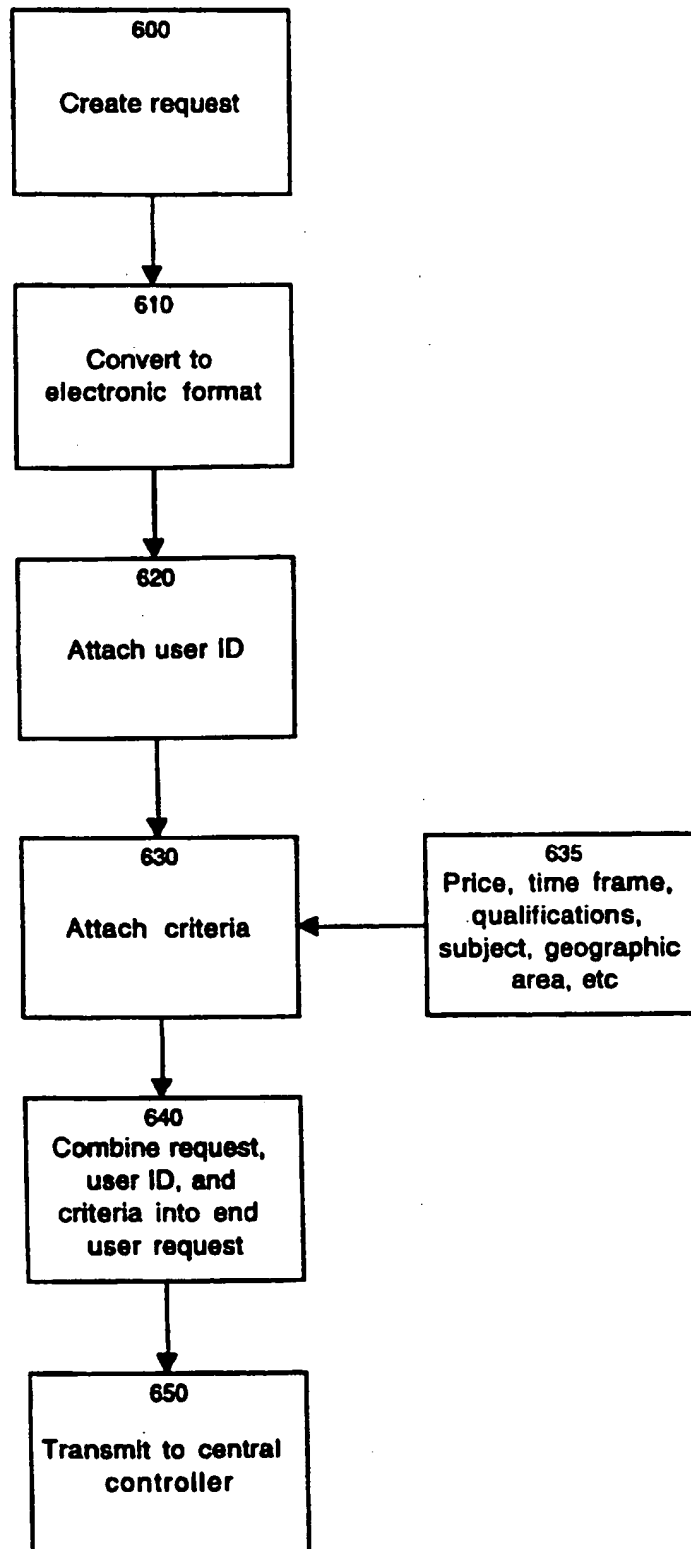 600
Create request
610
Convert to
electronic format
620
Attach user ID
630
Attach criteria
635
Price, time frame,
qualifications,
subject, geographic
area, etc
640
Combine request,
user ID, and
criteria into end
user request
650
Transmit to central
controller